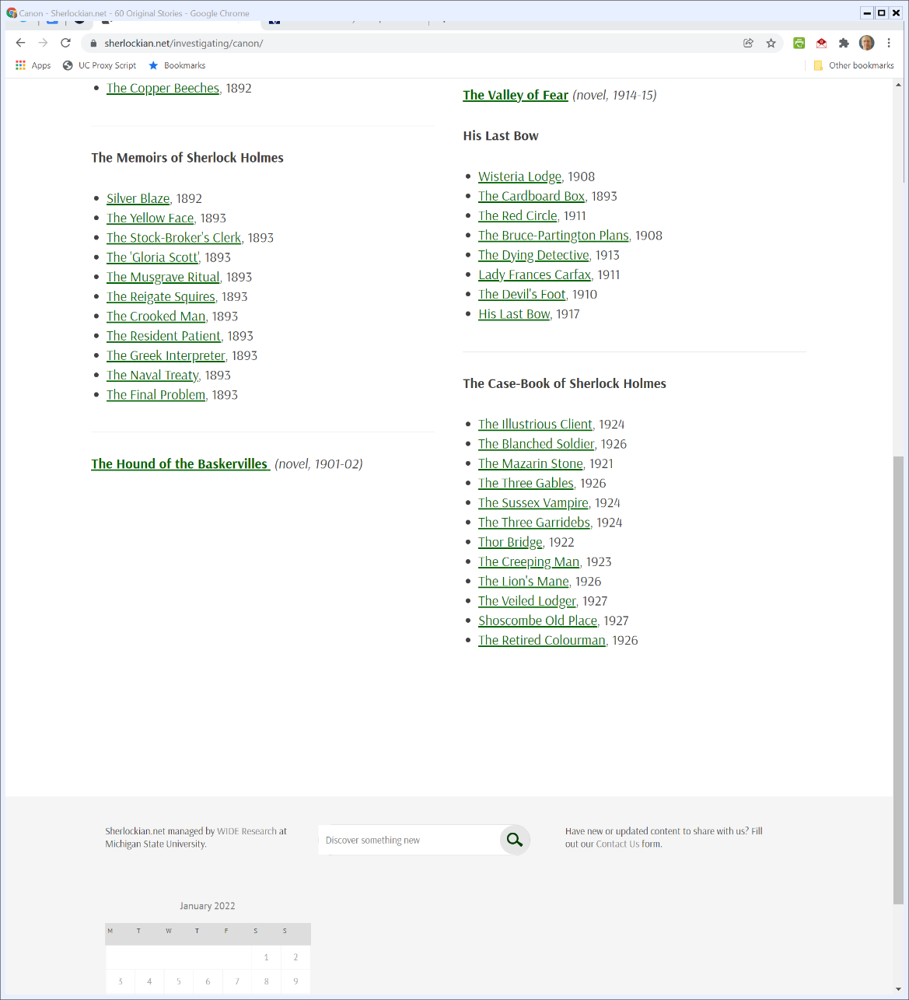 Canon - Sherlockian.net - 60 Original Stories - Google Chrome
sherlockian.net/investigating/canon/
Apps UC Proxy Script Bookmarks Other bookmarks
The Copper Beeches, 1892
The Memoirs of Sherlock Holmes
Silver Blaze, 1892
The Yellow Face, 1893
The Stock-Broker's Clerk, 1893
The 'Gloria Scott', 1893
The Musgrave Ritual, 1893
The Reigate Squires, 1893
The Crooked Man, 1893
The Resident Patient, 1893
The Greek Interpreter, 1893
The Naval Treaty, 1893
The Final Problem, 1893
The Hound of the Baskervilles (novel, 1901-02)
The Valley of Fear (novel, 1914-15)
His Last Bow
Wisteria Lodge, 1908
The Cardboard Box, 1893
The Red Circle, 1911
The Bruce-Partington Plans, 1908
The Dying Detective, 1913
Lady Frances Carfax, 1911
The Devil's Foot, 1910
His Last Bow, 1917
The Case-Book of Sherlock Holmes
The Illustrious Client, 1924
The Blanched Soldier, 1926
The Mazarin Stone, 1921
The Three Gables, 1926
The Sussex Vampire, 1924
The Three Garridebs, 1924
Thor Bridge, 1922
The Creeping Man, 1923
The Lion's Mane, 1926
The Veiled Lodger, 1927
Shoscombe Old Place, 1927
The Retired Colourman, 1926
Sherlockian.net managed by WIDE Research at
Michigan State University.
Discover something new
Have new or updated content to share with us? Fill
out our Contact Us form.
January 2022
M T W T F S S
1 2
3 4 5 6 7 8 9